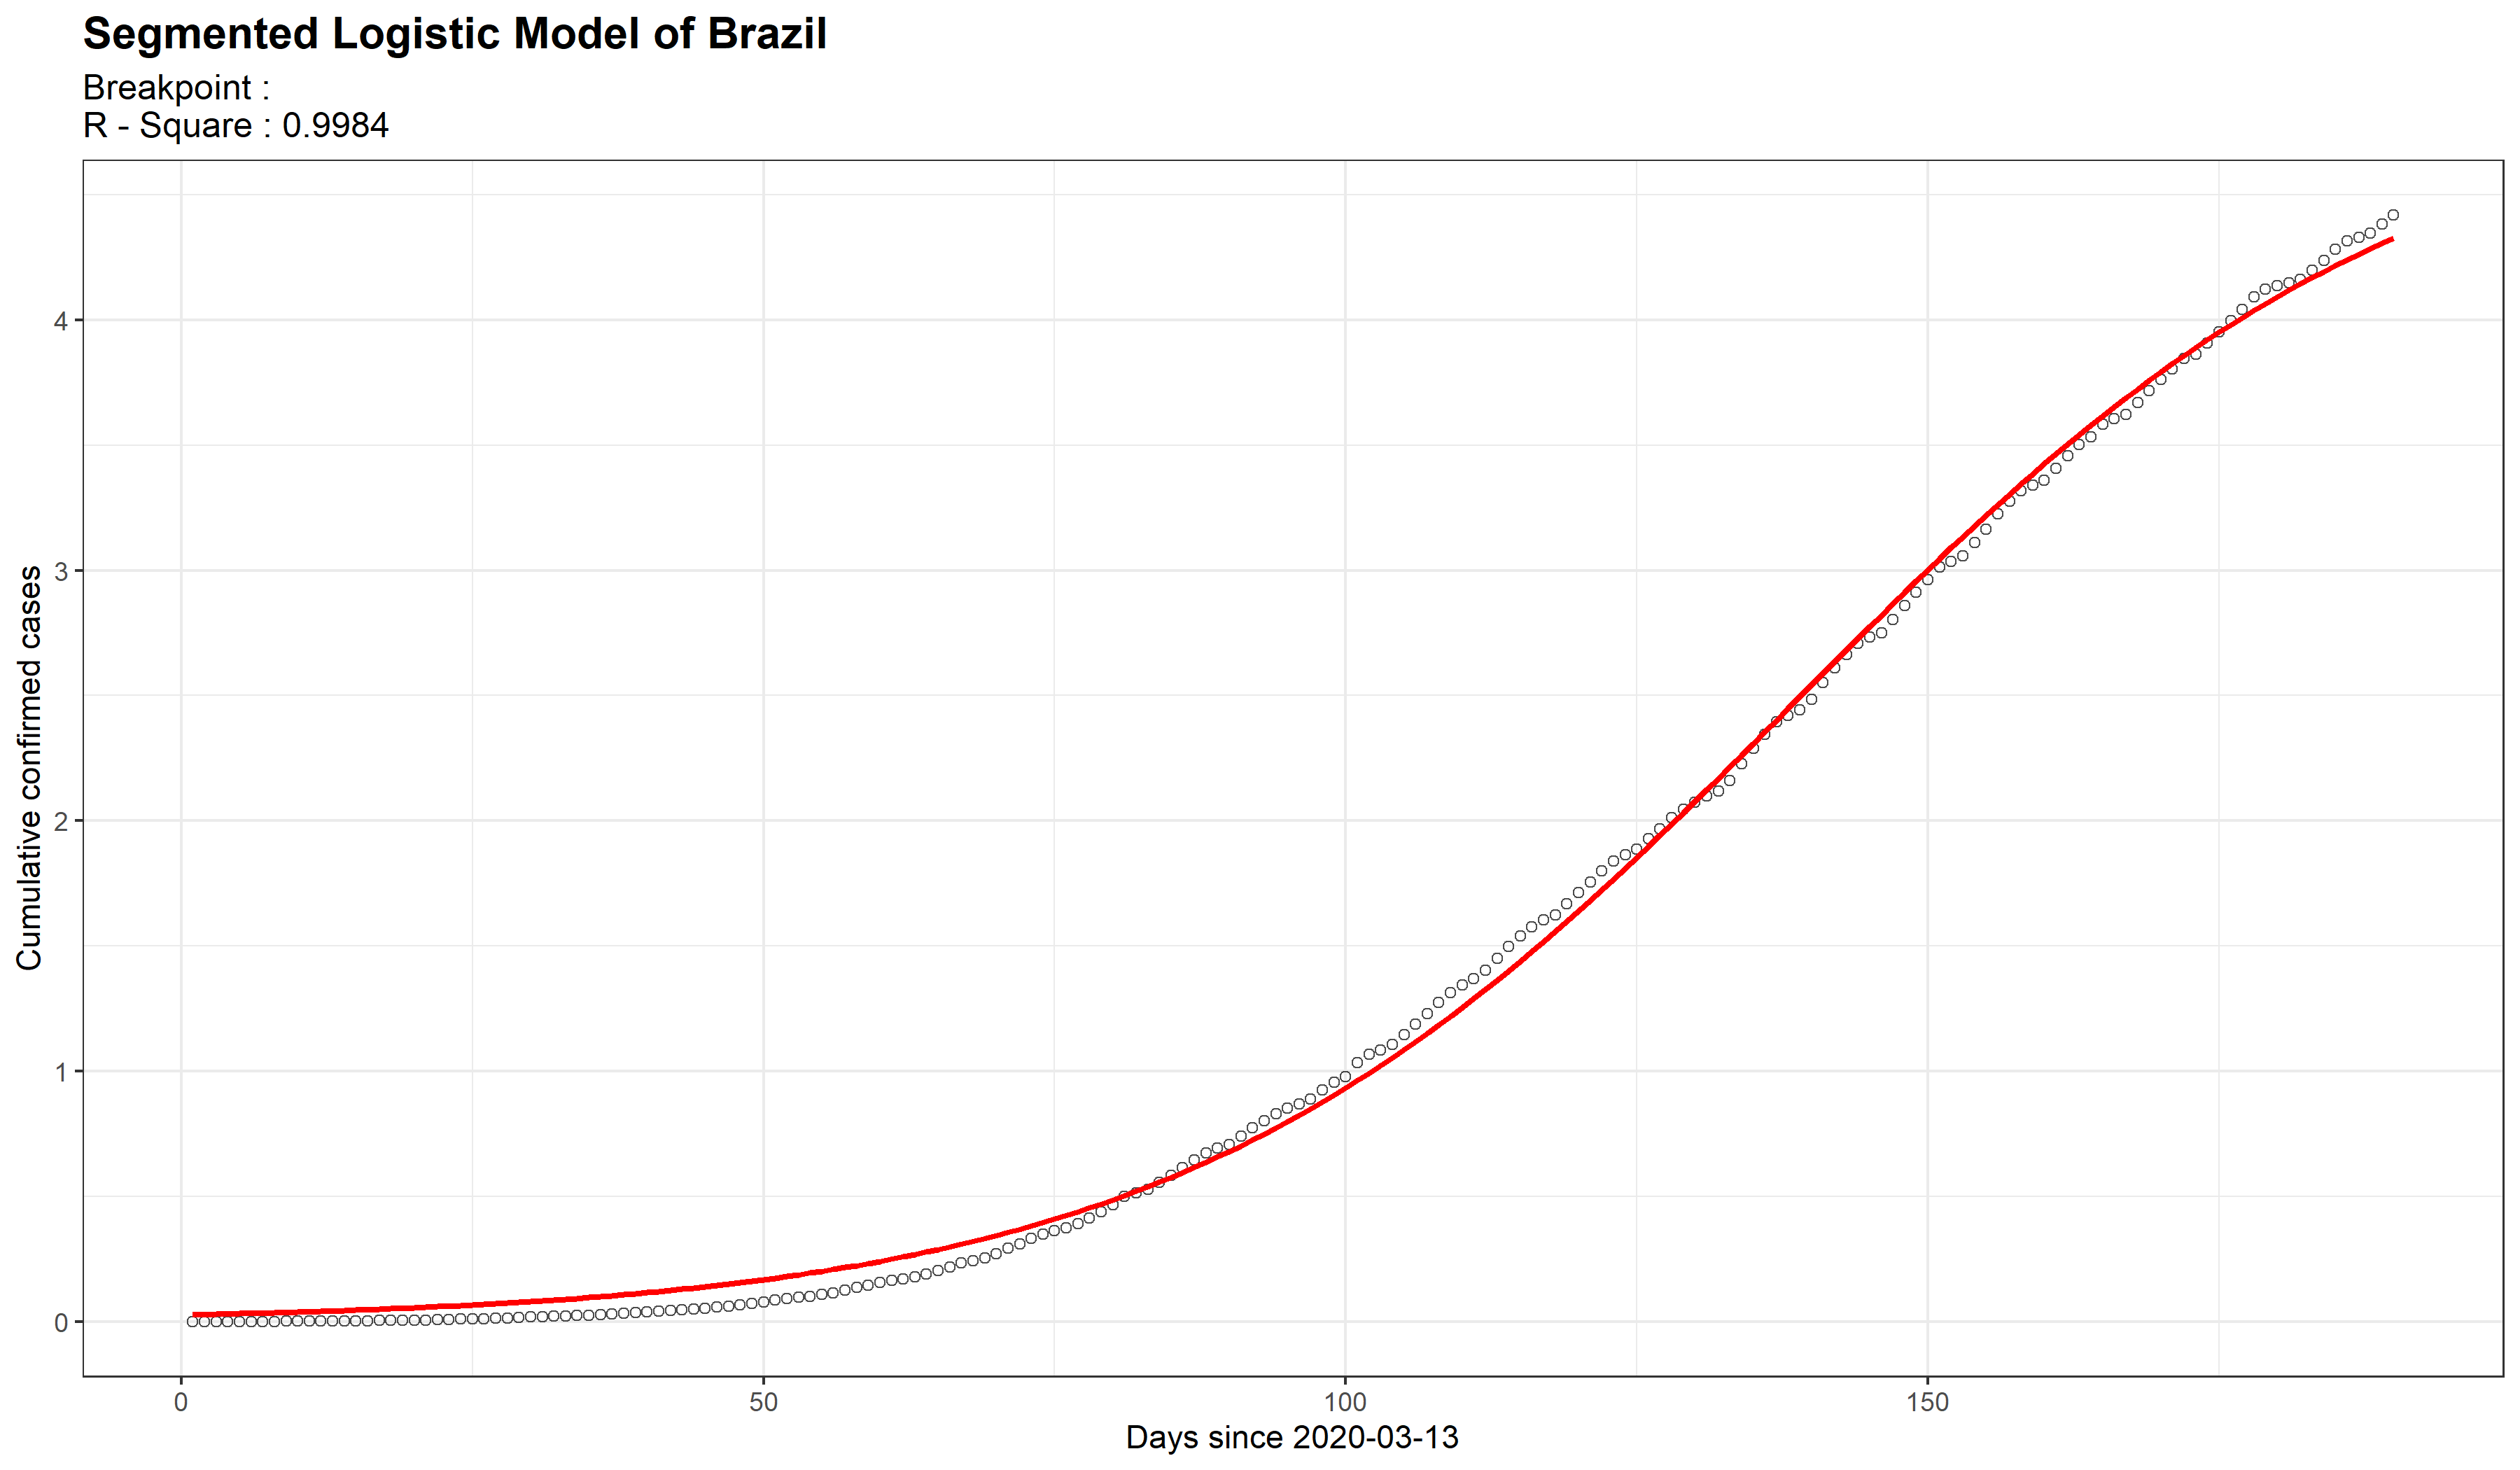 Segmented Logistic Model of Brazil
Breakpoint :
R - Square : 0.9984
Cumulative confirmed cases
4
3
2
1
0
0 50 100 150
Days since 2020-03-13